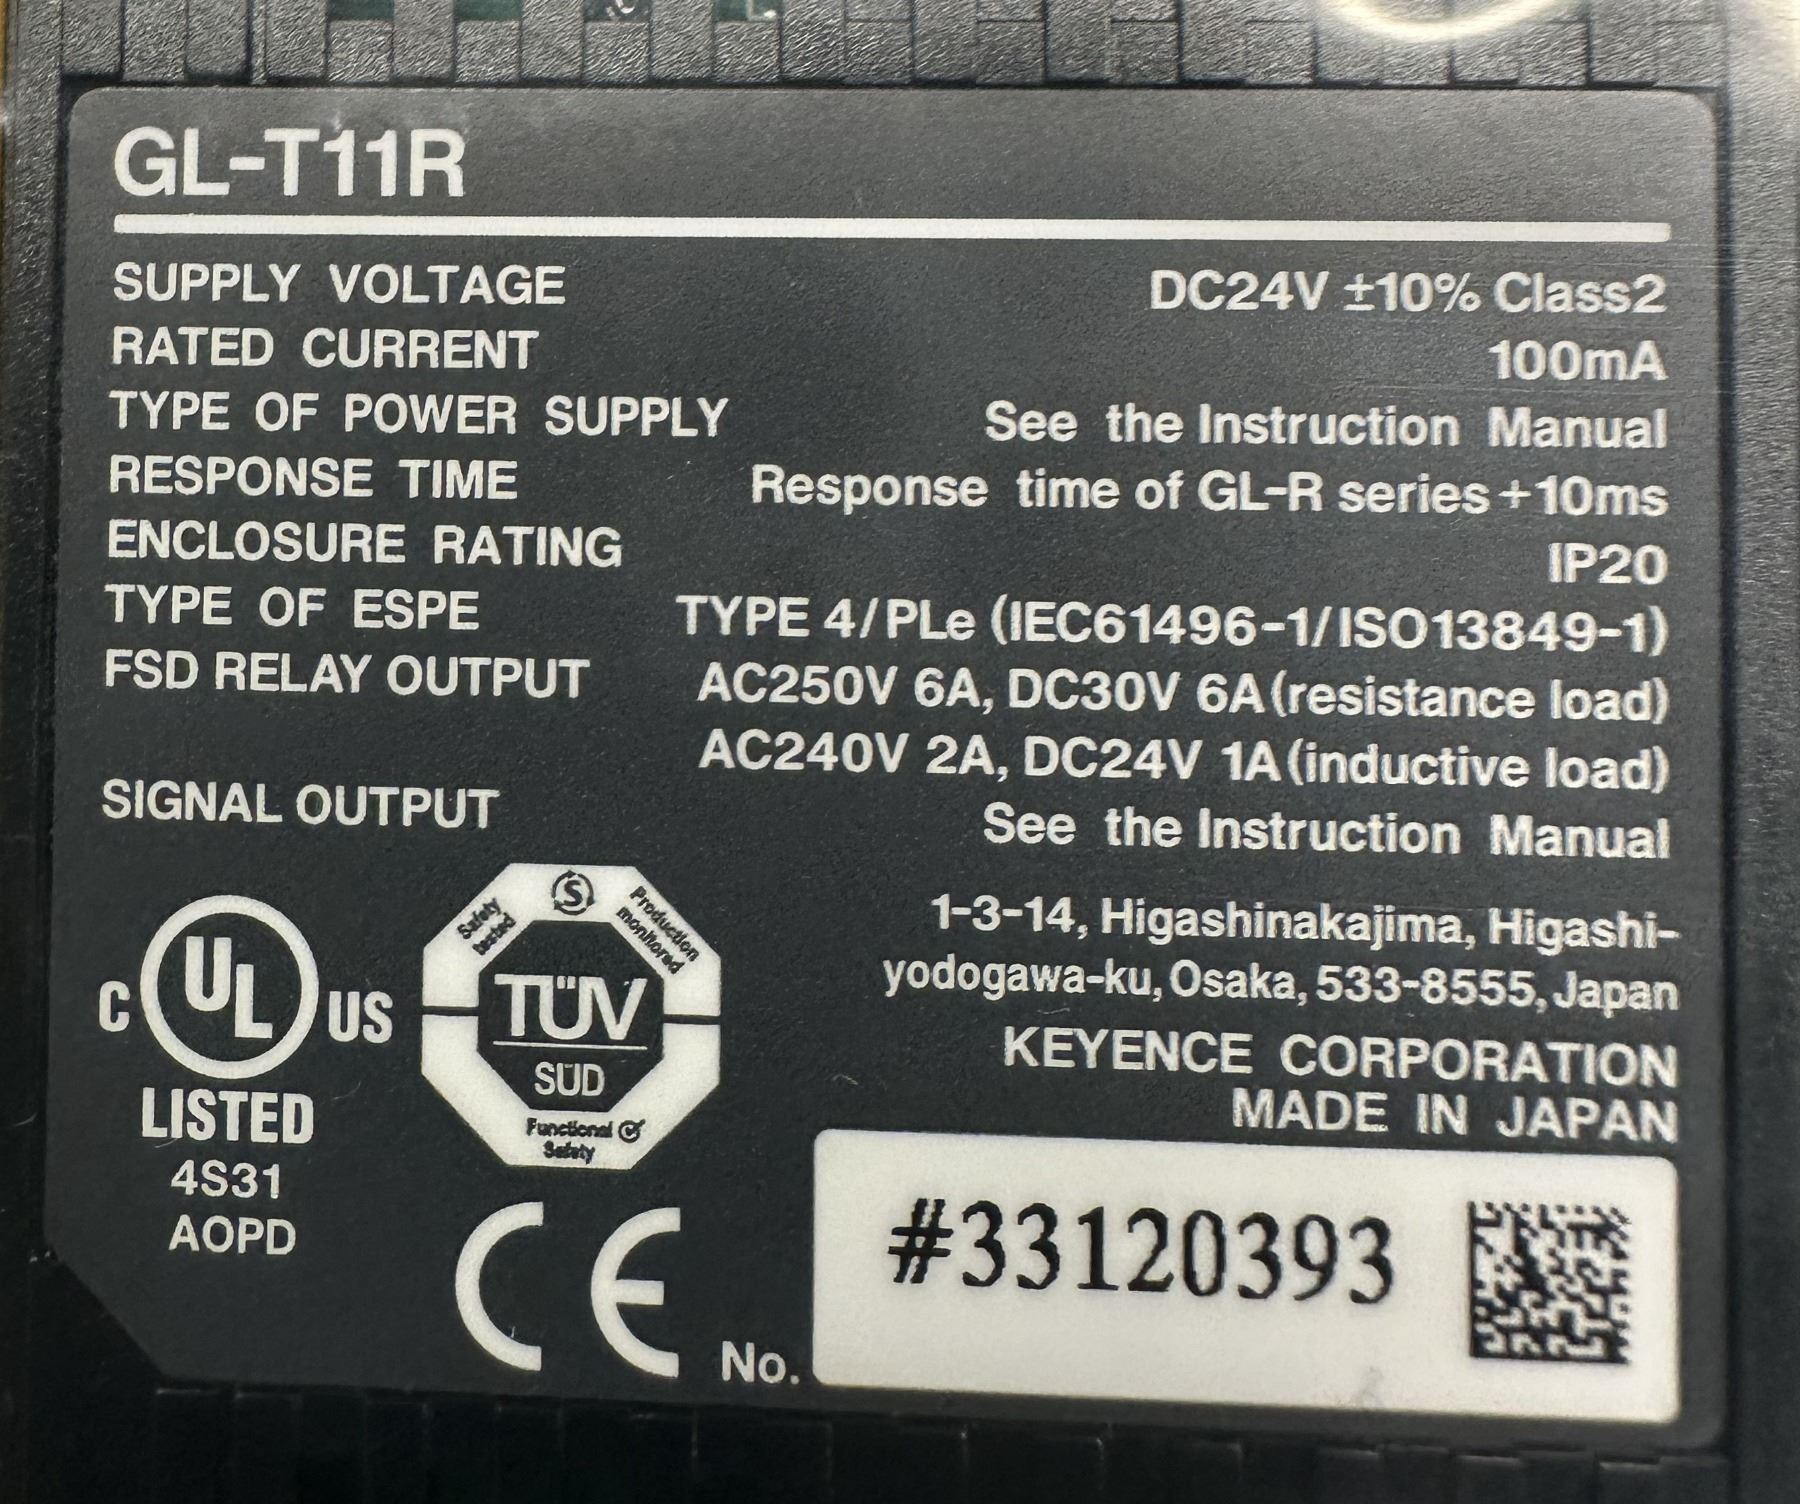 GL-T11R
SUPPLY VOLTAGE DC24V ±10% Class2
RATED CURRENT 100mA
TYPE OF POWER SUPPLY See the Instruction Manual
RESPONSE TIME Response time of GL-R series +10ms
ENCLOSURE RATING IP20
TYPE OF ESPE TYPE 4/PLe (IEC61496-1/ISO13849-1)
FSD RELAY OUTPUT AC250V 6A, DC30V 6A(resistance load)
AC240V 2A, DC24V 1A(inductive load)
SIGNAL OUTPUT See the Instruction Manual
1-3-14, Higashinakajima, Higashi-
yodogawa-ku, Osaka, 533-8555, Japan
KEYENCE CORPORATION
MADE IN JAPAN
C UL US
LISTED
4S31
AOPD
S
Safety
tested
Production
monitored
TÜV
SÜD
Functional
Safety
CE
No. #33120393